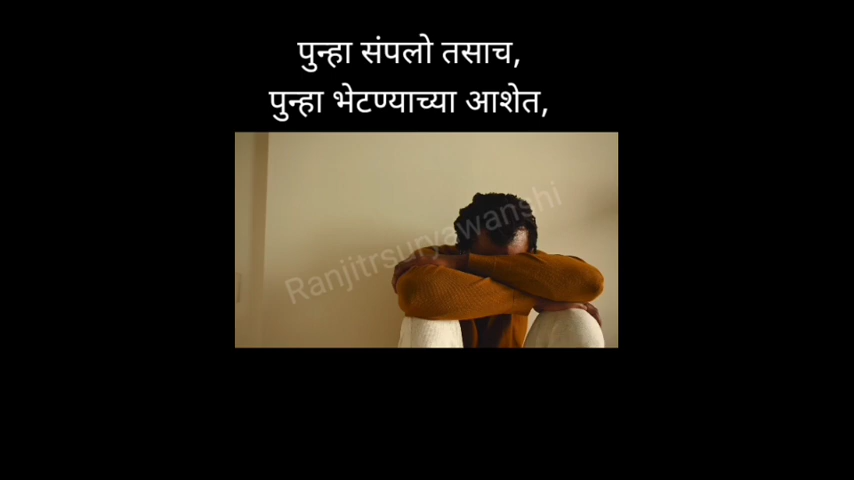 पुन्हा संपलो तसाच,
पुन्हा भेटण्याच्या आशेत,
Ranjitrsuryawanshi